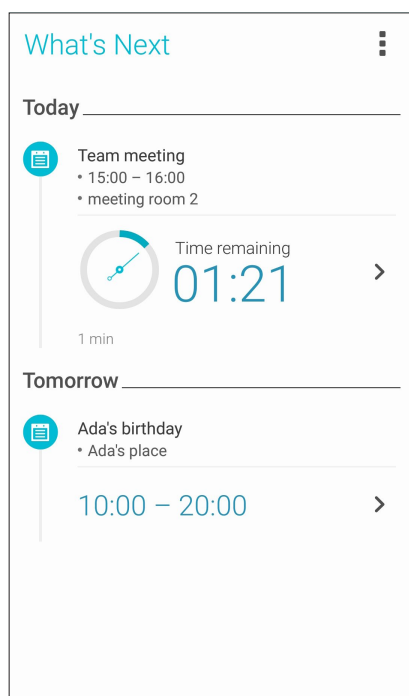 What's Next
Today
Team meeting
• 15:00 – 16:00
• meeting room 2
Time remaining
01:21
1 min
Tomorrow
Ada's birthday
• Ada's place
10:00 – 20:00